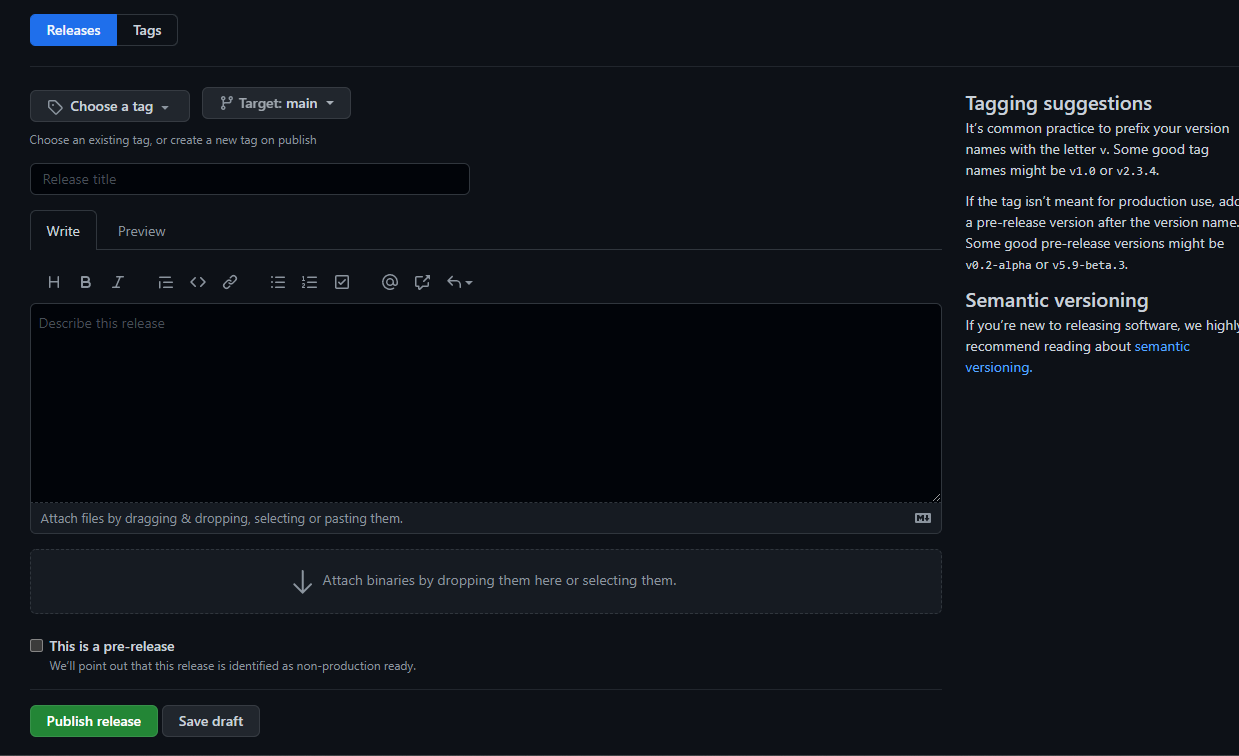 Releases
Tags
Choose a tag
Target: main
Choose an existing tag, or create a new tag on publish
Release title
Write
Preview
H B I @
Describe this release
Attach files by dragging & dropping, selecting or pasting them.
Attach binaries by dropping them here or selecting them.
This is a pre-release
We'll point out that this release is identified as non-production ready.
Publish release
Save draft
Tagging suggestions
It's common practice to prefix your version
names with the letter v. Some good tag
names might be v1.0 or v2.3.4.
If the tag isn't meant for production use, add
a pre-release version after the version name.
Some good pre-release versions might be
v0.2-alpha or v5.9-beta.3.
Semantic versioning
If you're new to releasing software, we highly
recommend reading about semantic
versioning.